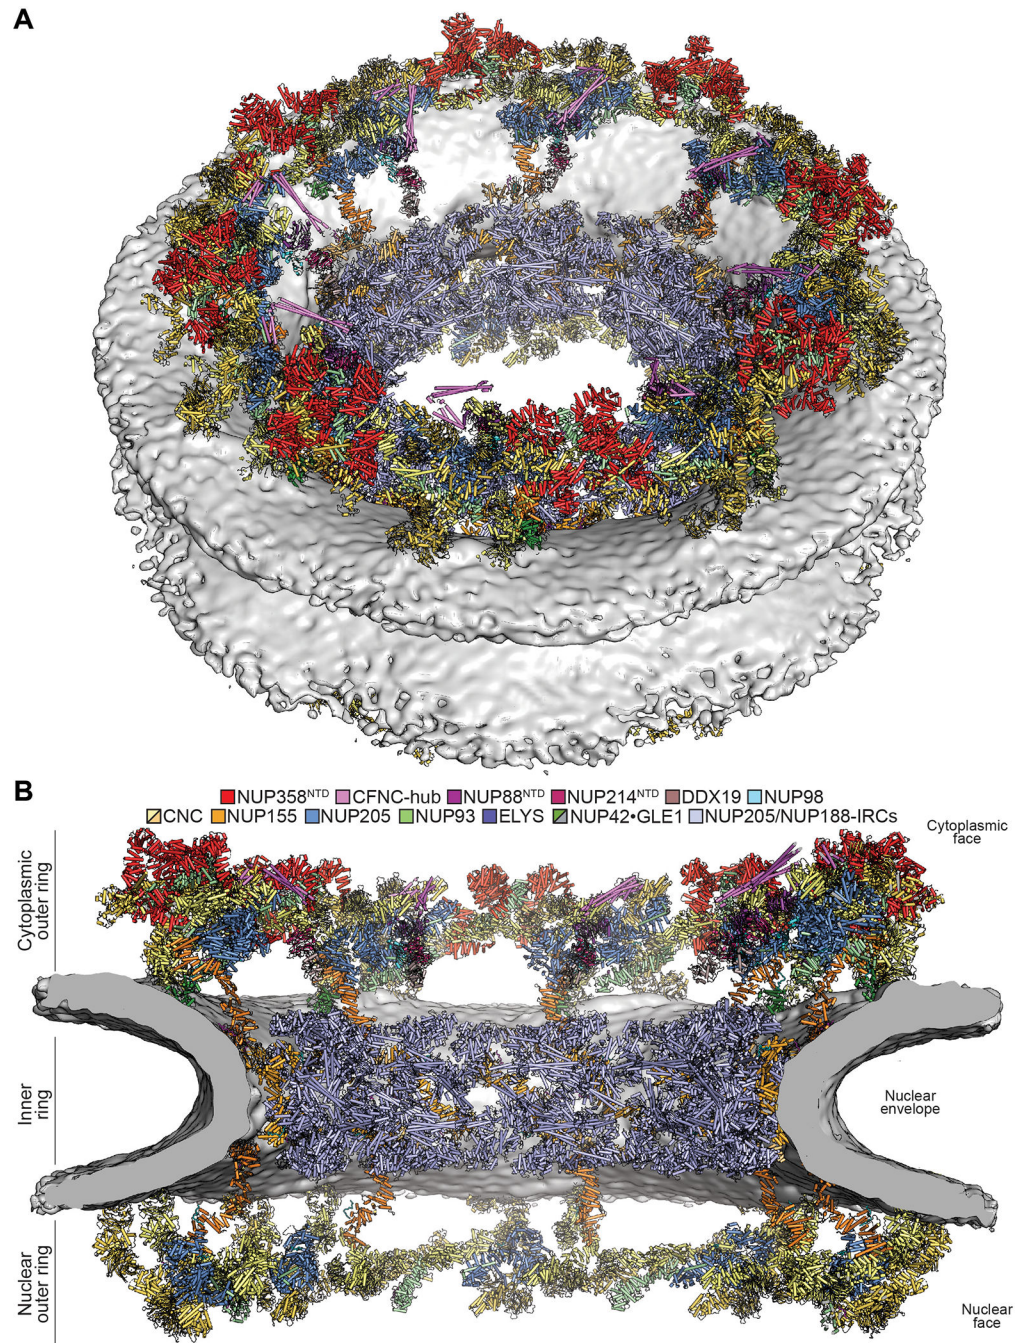 A
B
NUP358NTD CFNC-hub NUP88NTD NUP214NTD DDX19 NUP98
CNC NUP155 NUP205 NUP93 ELYS NUP42•GLE1 NUP205/NUP188-IRCs
Cytoplasmic
face
Cytoplasmic
outer ring
Inner
ring
Nuclear
envelope
Nuclear
outer ring
Nuclear
face